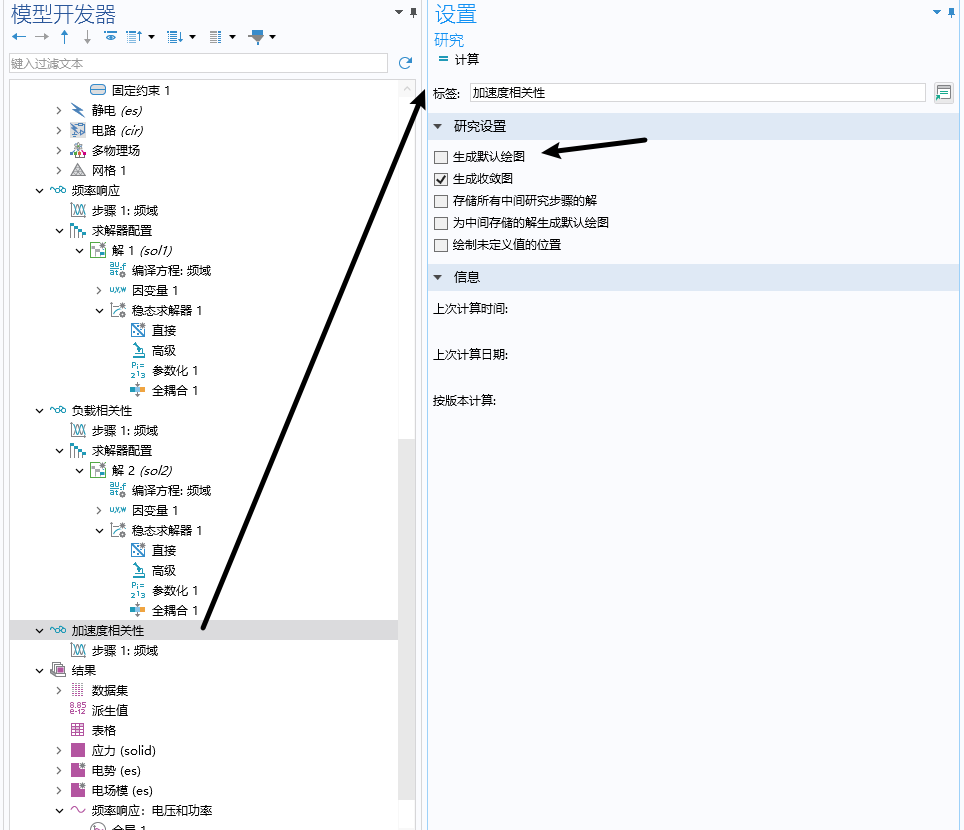 模型开发器
键入过滤文本
固定约束 1
静电 (es)
电路 (cir)
多物理场
网格 1
频率响应
步骤 1: 频域
求解器配置
解 1 (sol1)
编译方程: 频域
因变量 1
稳态求解器 1
直接
高级
参数化 1
全耦合 1
负载相关性
步骤 1: 频域
求解器配置
解 2 (sol2)
编译方程: 频域
因变量 1
稳态求解器 1
直接
高级
参数化 1
全耦合 1
加速度相关性
步骤 1: 频域
结果
数据集
派生值
表格
应力 (solid)
电势 (es)
电场模 (es)
频率响应：电压和功率
全局 1
设置
研究
= 计算
标签: 加速度相关性
研究设置
生成默认绘图
生成收敛图
存储所有中间研究步骤的解
为中间存储的解生成默认绘图
绘制未定义值的位置
信息
上次计算时间:
上次计算日期:
按版本计算: